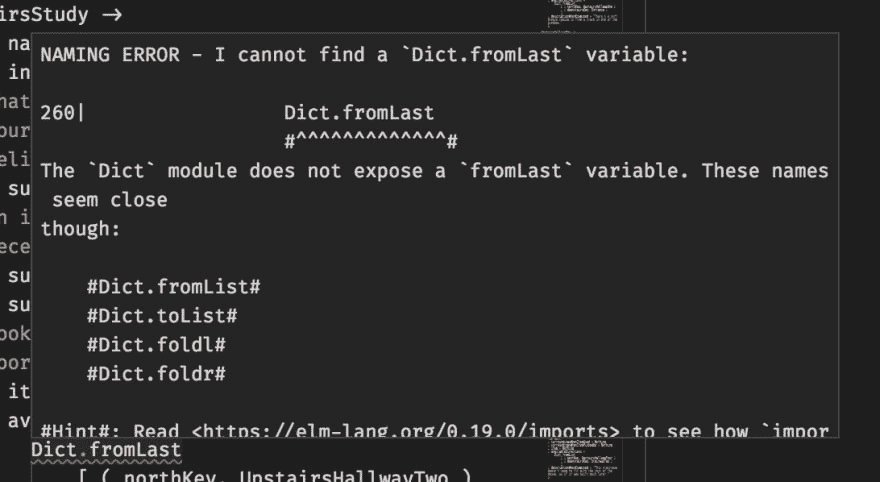 irsStudy →
na
NAMING ERROR - I cannot find a `Dict.fromLast` variable:
in
hat
260| Dict.fromLast
our
#^^^^^^^^^^^^^#
eli
The `Dict` module does not expose a `fromLast` variable. These names
su
seem close
n i
though:
ece
su
#Dict.fromList#
su
#Dict.toList#
ook
#Dict.foldl#
por
#Dict.foldr#
it
av
#Hint#: Read <https://elm-lang.org/0.19.0/imports> to see how `impor
Dict.fromLast
[ ( northKey, UpstairsHallwayTwo )